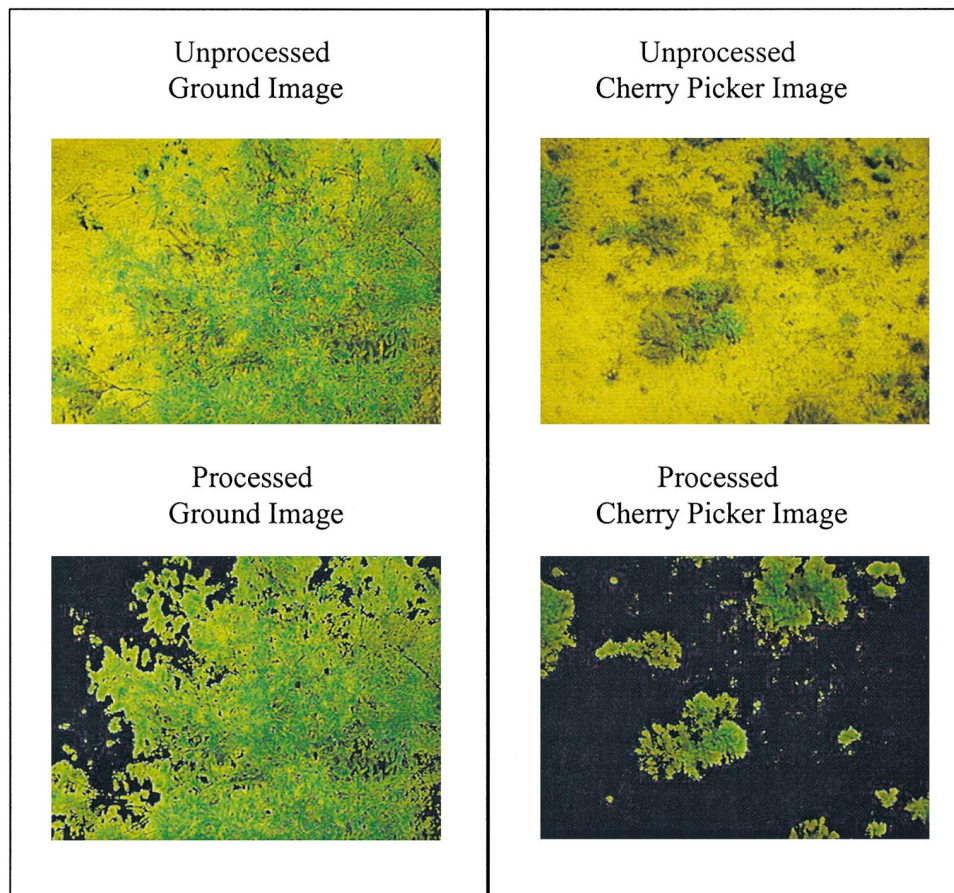 Unprocessed
Ground Image
Unprocessed
Cherry Picker Image
Processed
Ground Image
Processed
Cherry Picker Image